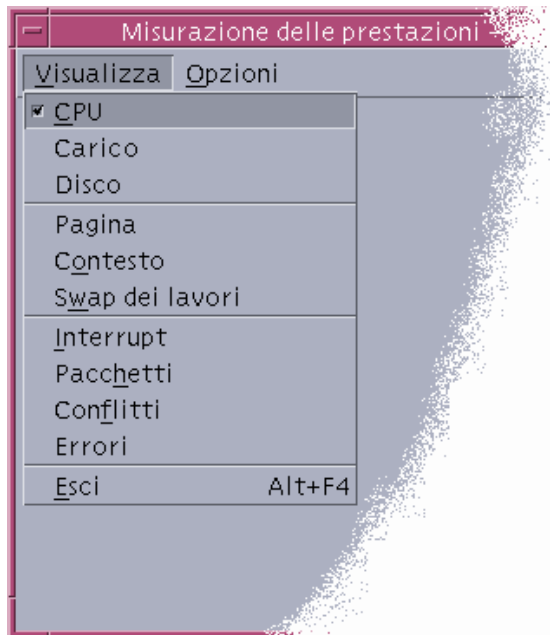 Misurazione delle prestazioni
Visualizza Opzioni
CPU
Carico
Disco
Pagina
Contesto
Swap dei lavori
Interrupt
Pacchetti
Conflitti
Errori
Esci Alt+F4